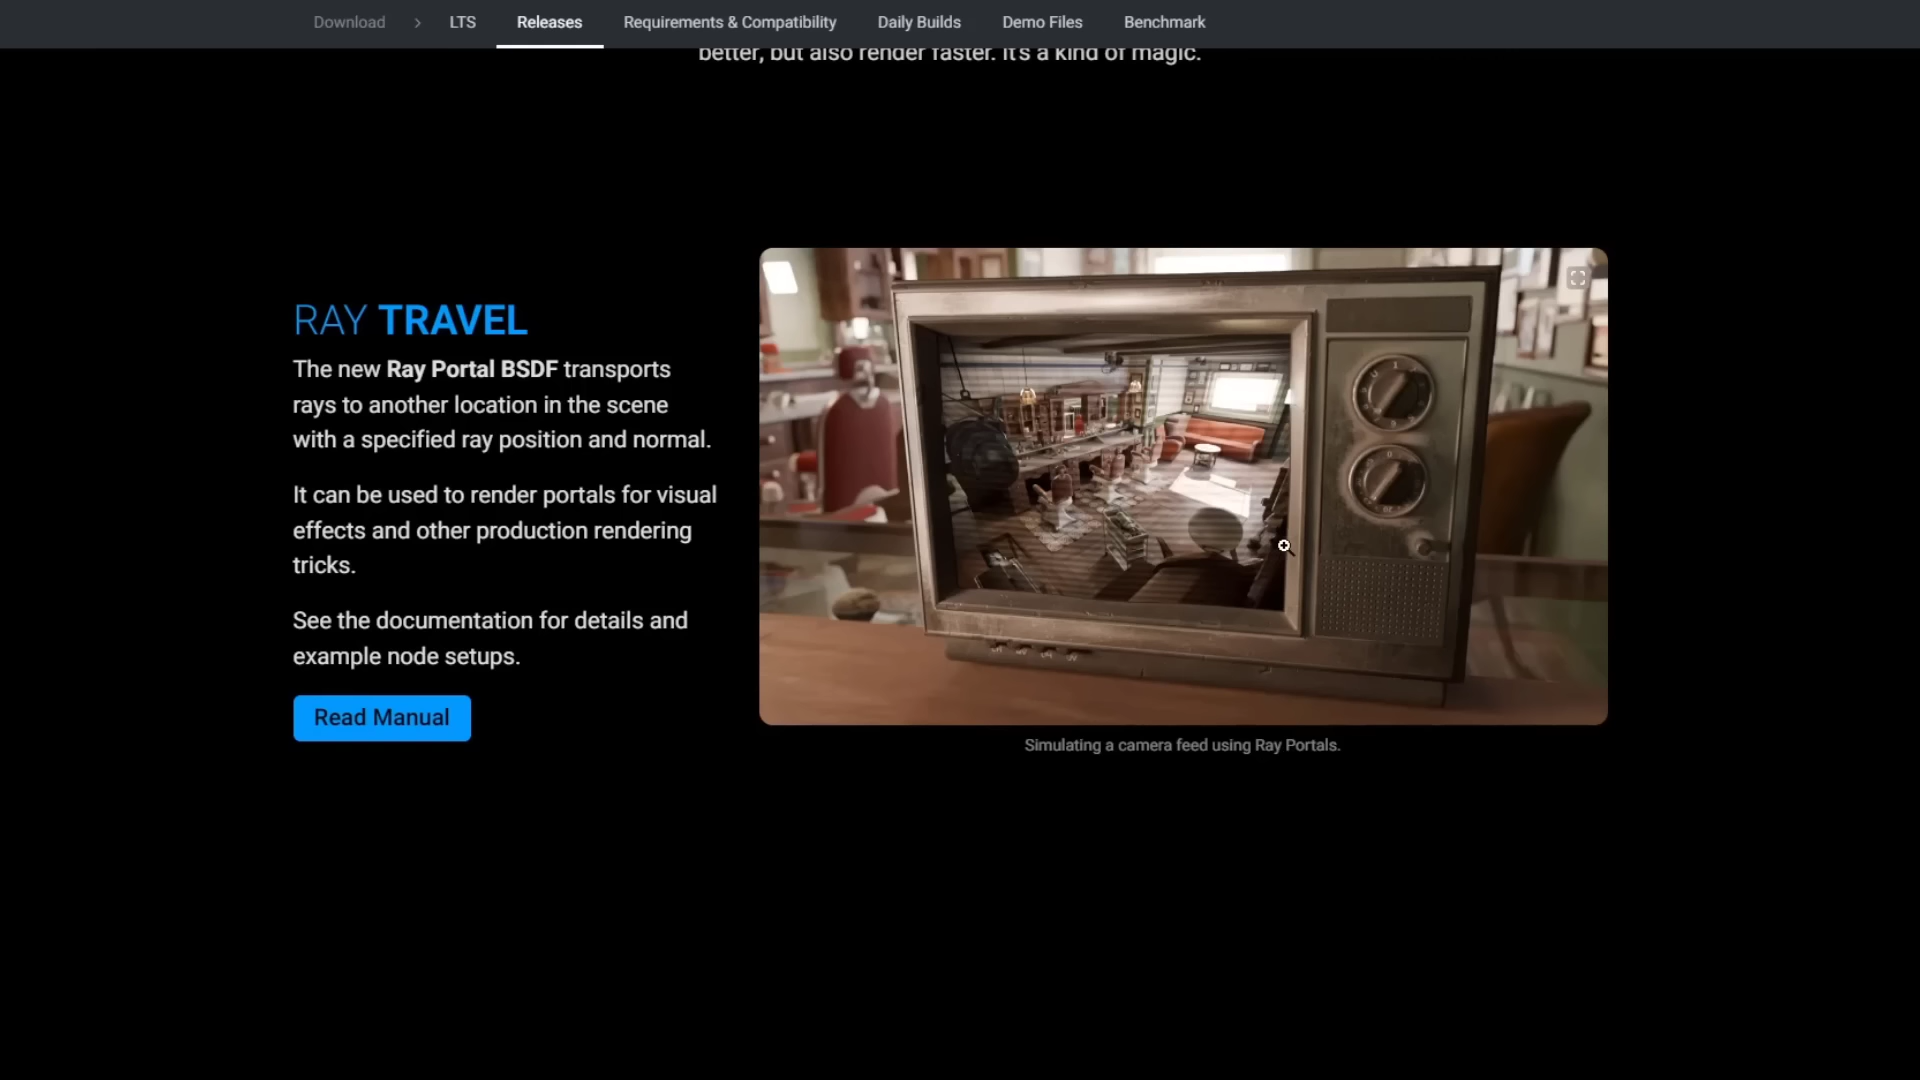 Download > LTS Releases Requirements & Compatibility Daily Builds Demo Files Benchmark
better, but also render faster. It's a kind of magic.
RAY TRAVEL
The new Ray Portal BSDF transports
rays to another location in the scene
with a specified ray position and normal.
It can be used to render portals for visual
effects and other production rendering
tricks.
See the documentation for details and
example node setups.
Read Manual
Simulating a camera feed using Ray Portals.